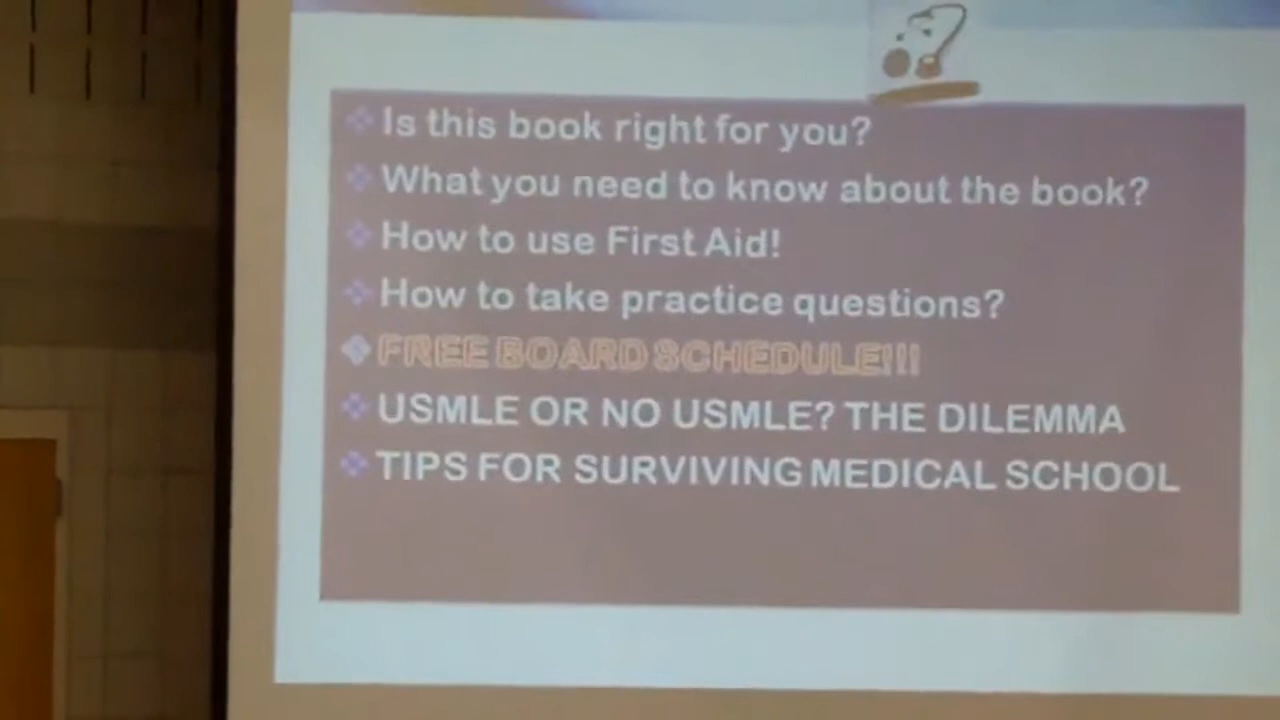 Is this book right for you?
What you need to know about the book?
How to use First Aid!
How to take practice questions?
FREE BOARD SCHEDULE!!!
USMLE OR NO USMLE? THE DILEMMA
TIPS FOR SURVIVING MEDICAL SCHOOL